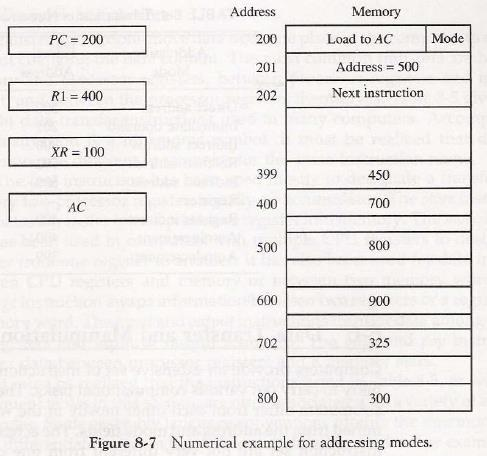 Address Memory
PC = 200 200 Load to AC Mode
201 Address = 500
R1 = 400 202 Next instruction
XR = 100
399 450
AC 400 700
500 800
600 900
702 325
800 300
Figure 8-7 Numerical example for addressing modes.